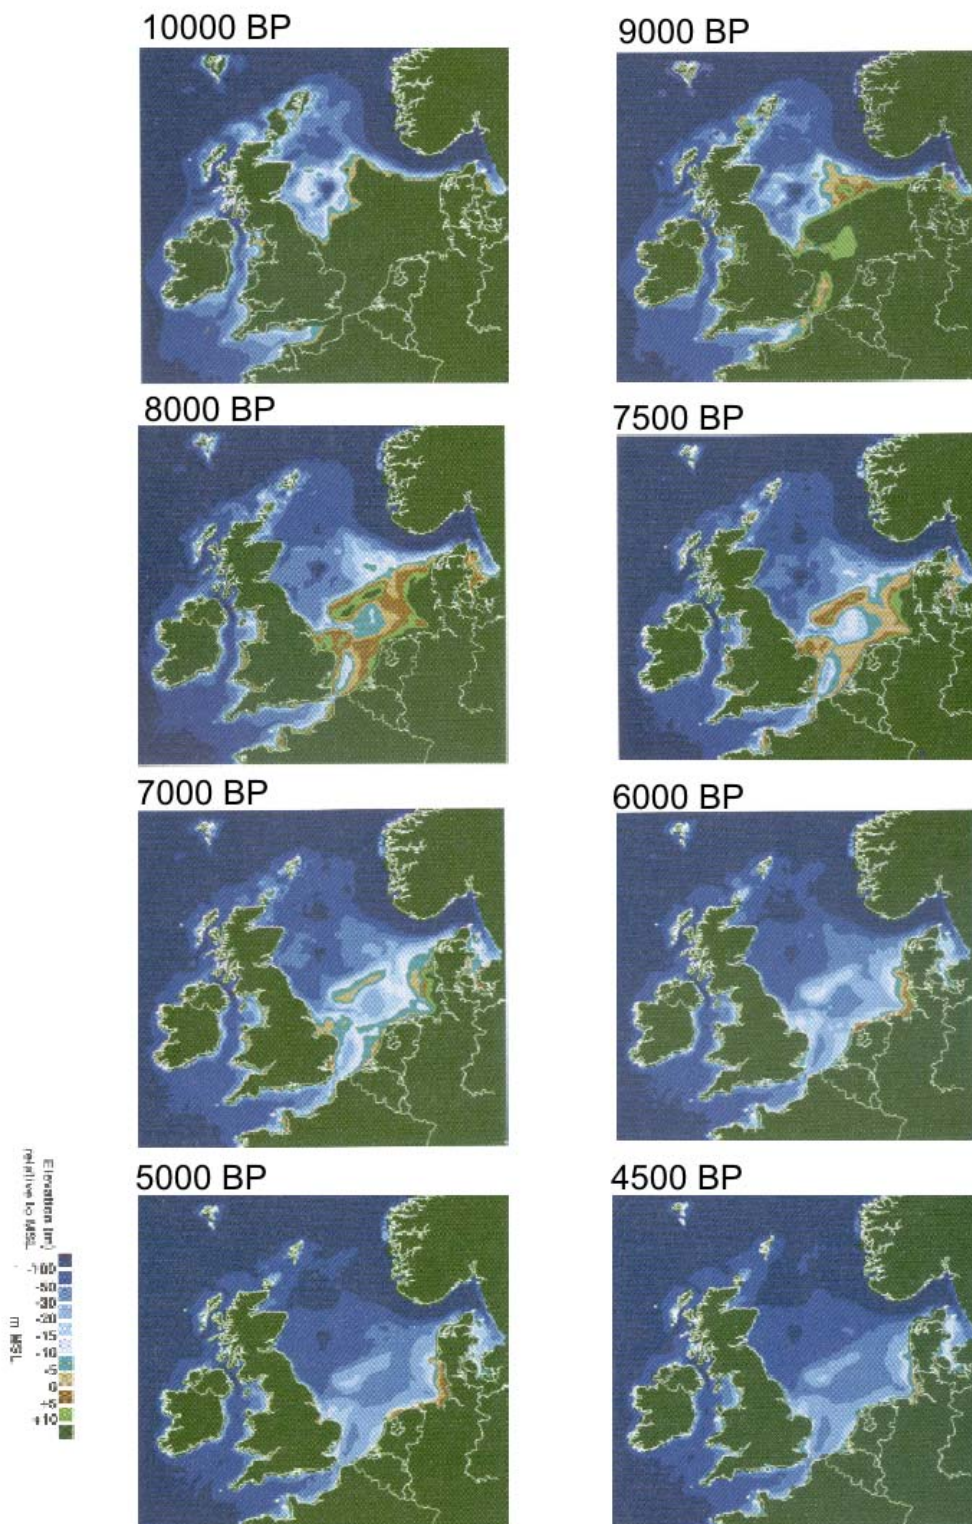 10000 BP
9000 BP
8000 BP
7500 BP
7000 BP
6000 BP
5000 BP
4500 BP
Elevation (m)
relative to MSL
-100
-50
-30
-20
-15
-10
-5
0
+5
+10
m MSL